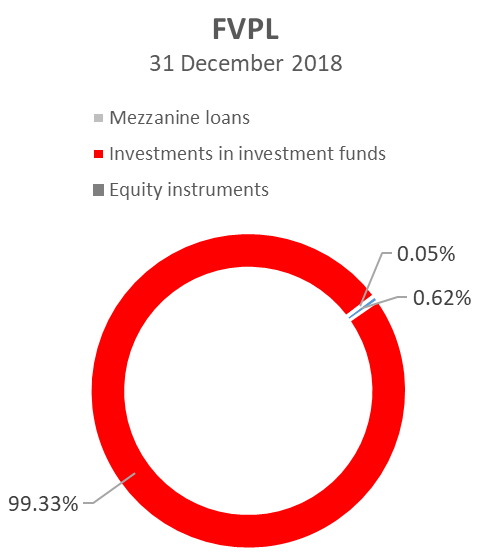 FVPL
31 December 2018
Mezzanine loans
Investments in investment funds
Equity instruments
0.05%
0.62%
99.33%